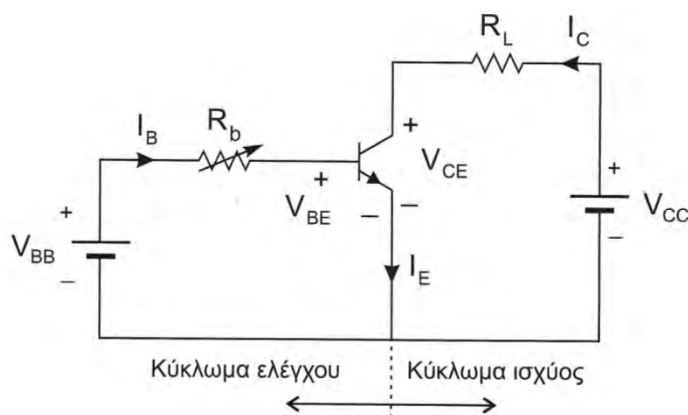 R_L
I_C
I_B
R_b
+
V_CE
+
V_BE
–
–
+
V_BB
–
+
V_CC
–
I_E
Κύκλωμα ελέγχου
Κύκλωμα ισχύος